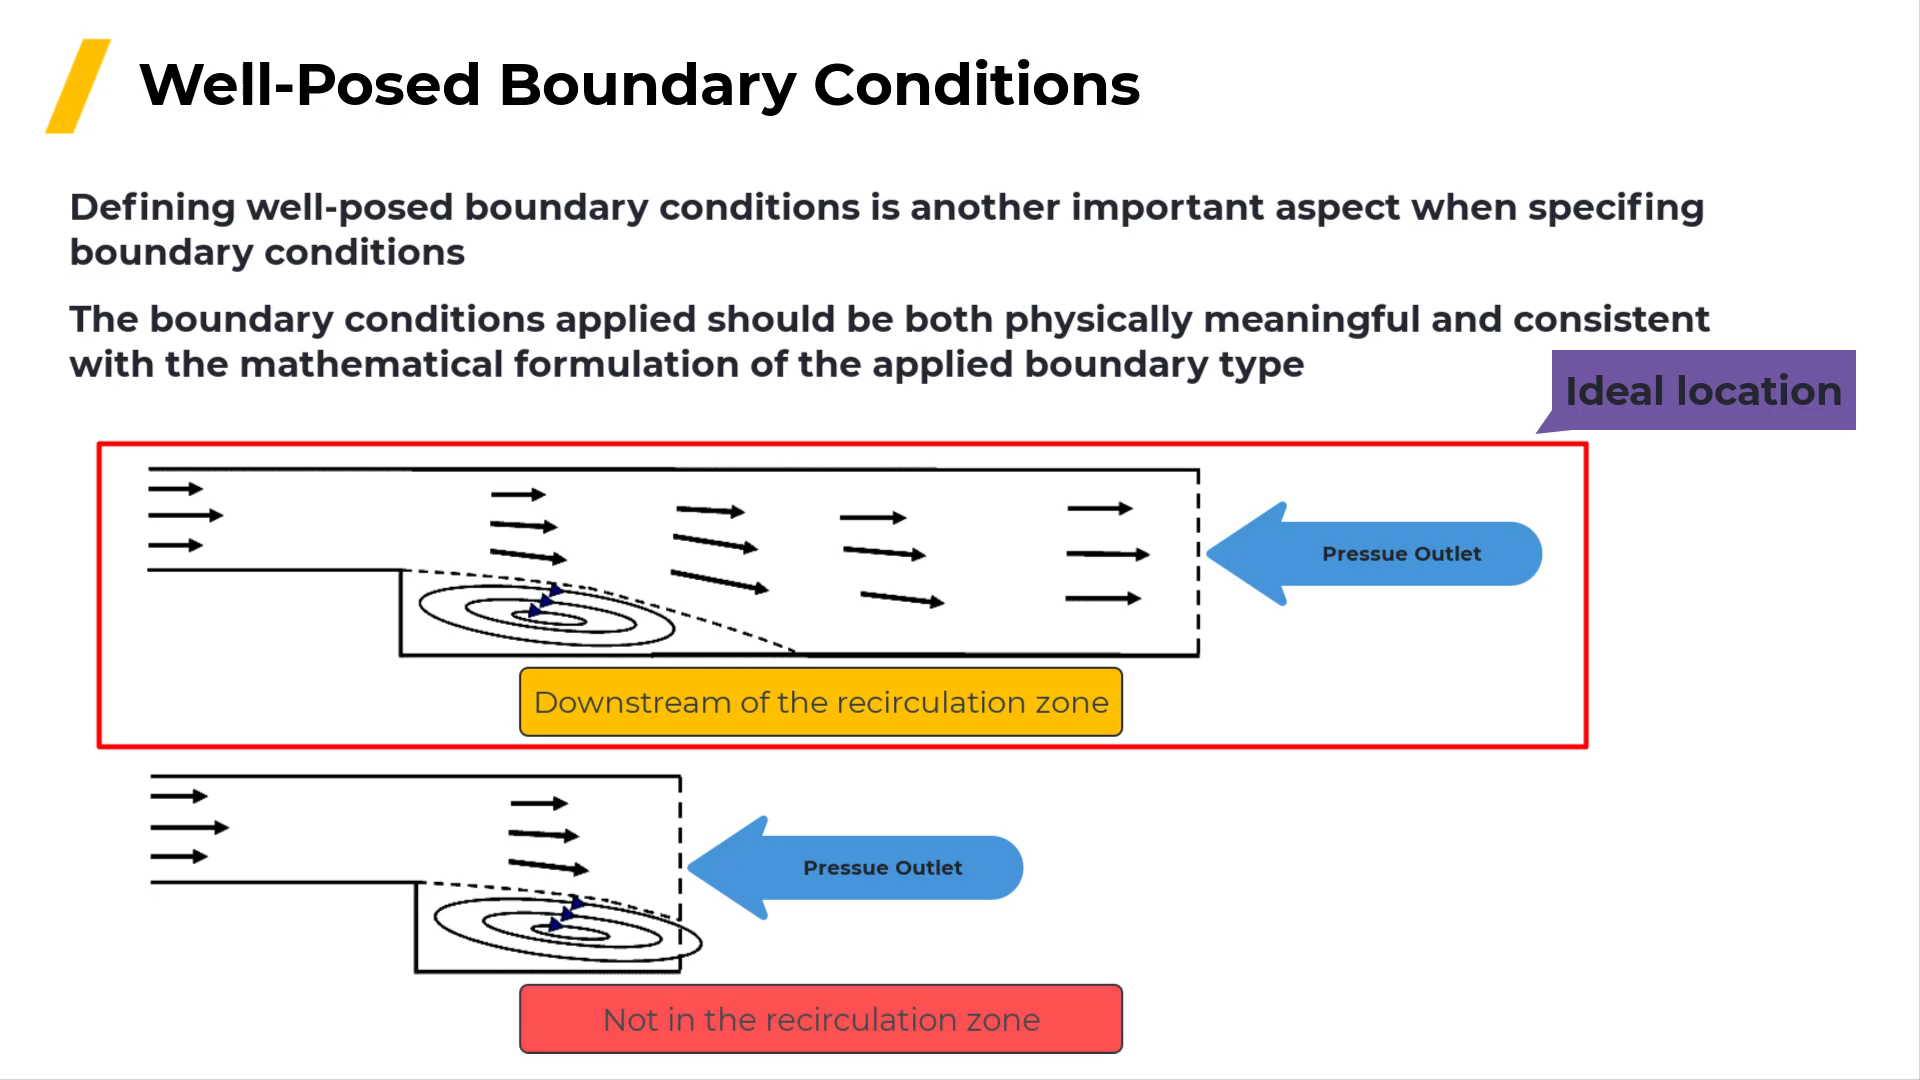 Well-Posed Boundary Conditions
Defining well-posed boundary conditions is another important aspect when specifing
boundary conditions
The boundary conditions applied should be both physically meaningful and consistent
with the mathematical formulation of the applied boundary type
Ideal location
Pressue Outlet
Downstream of the recirculation zone
Pressue Outlet
Not in the recirculation zone